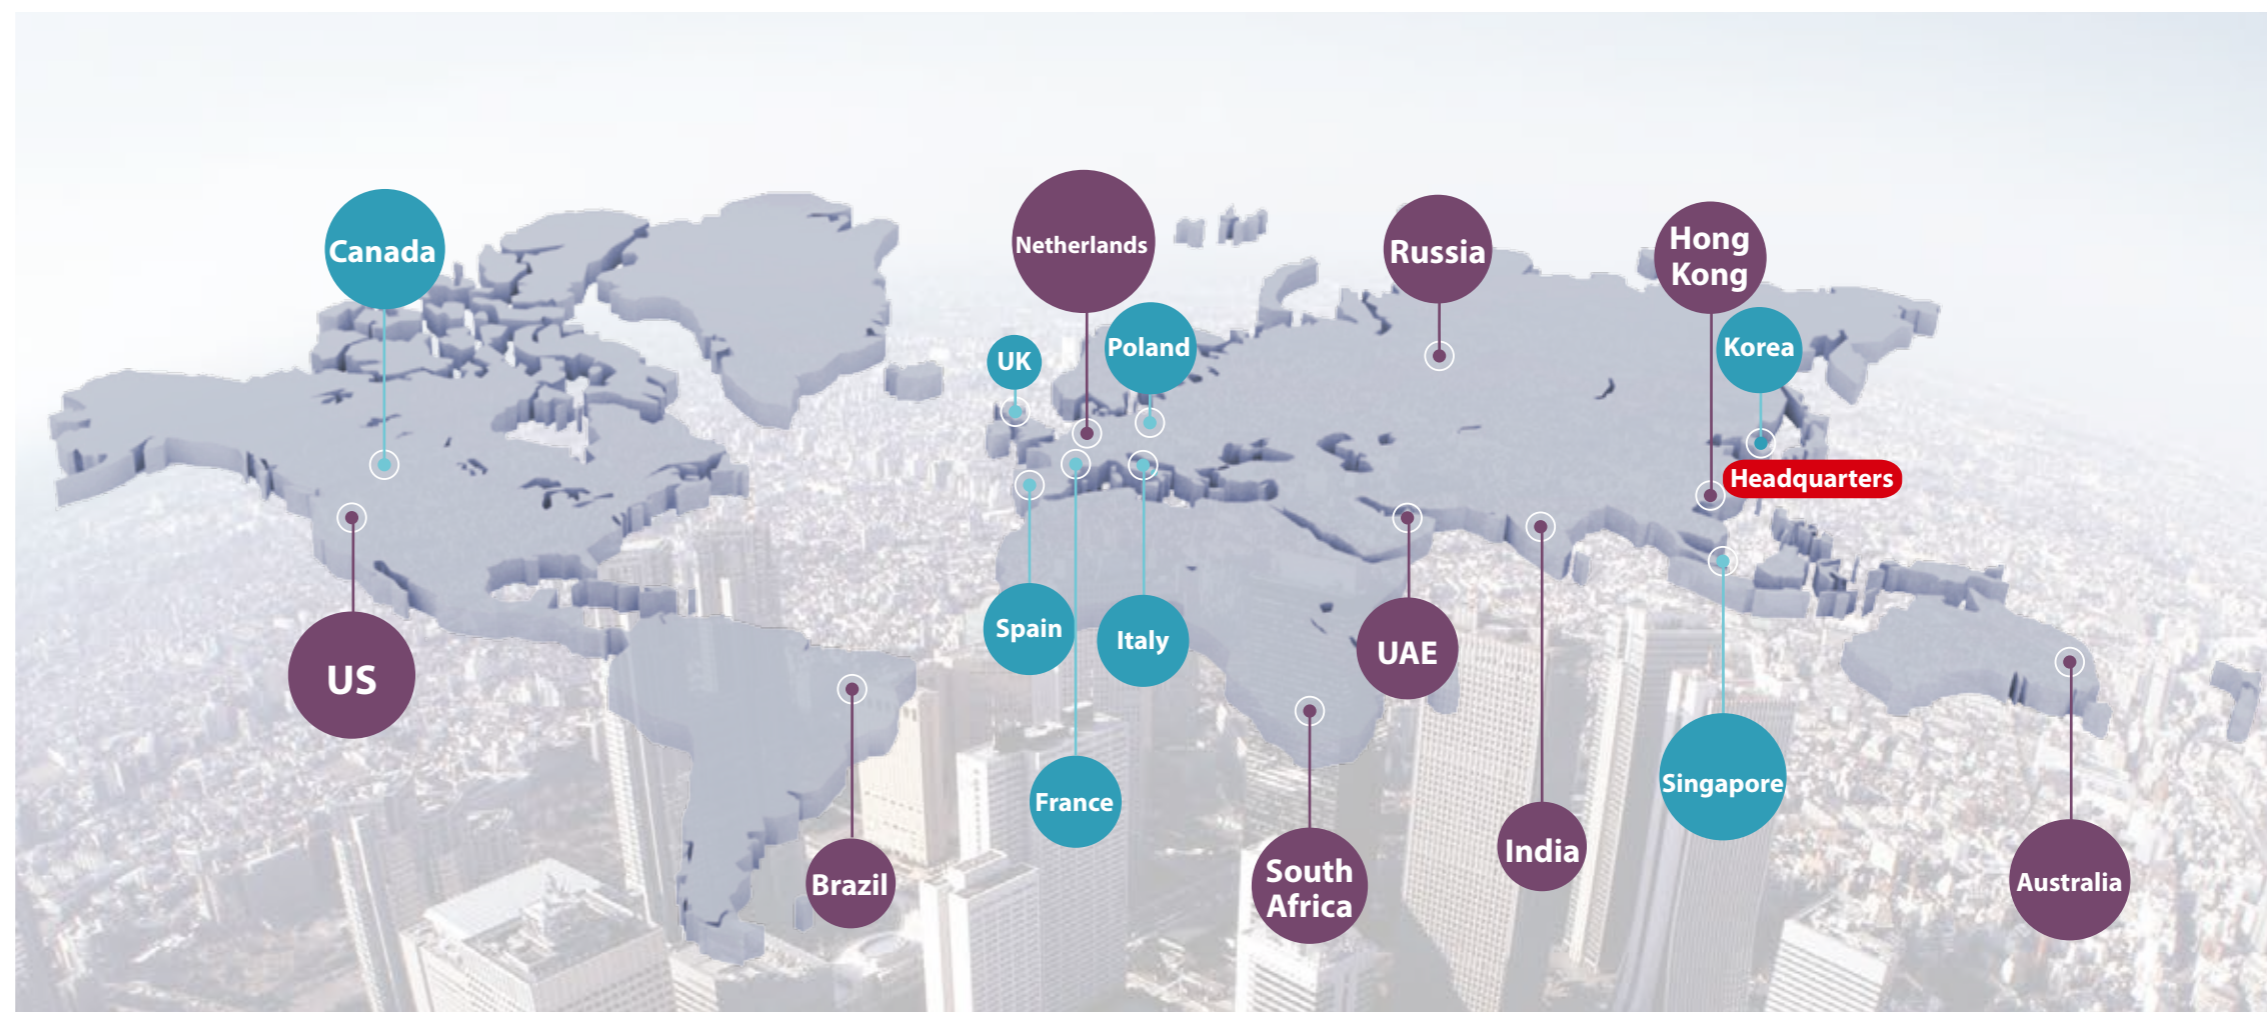 Canada
Netherlands
Russia
Hong
Kong
UK
Poland
Korea
Headquarters
US
Spain
Italy
UAE
Brazil
France
South
Africa
India
Singapore
Australia